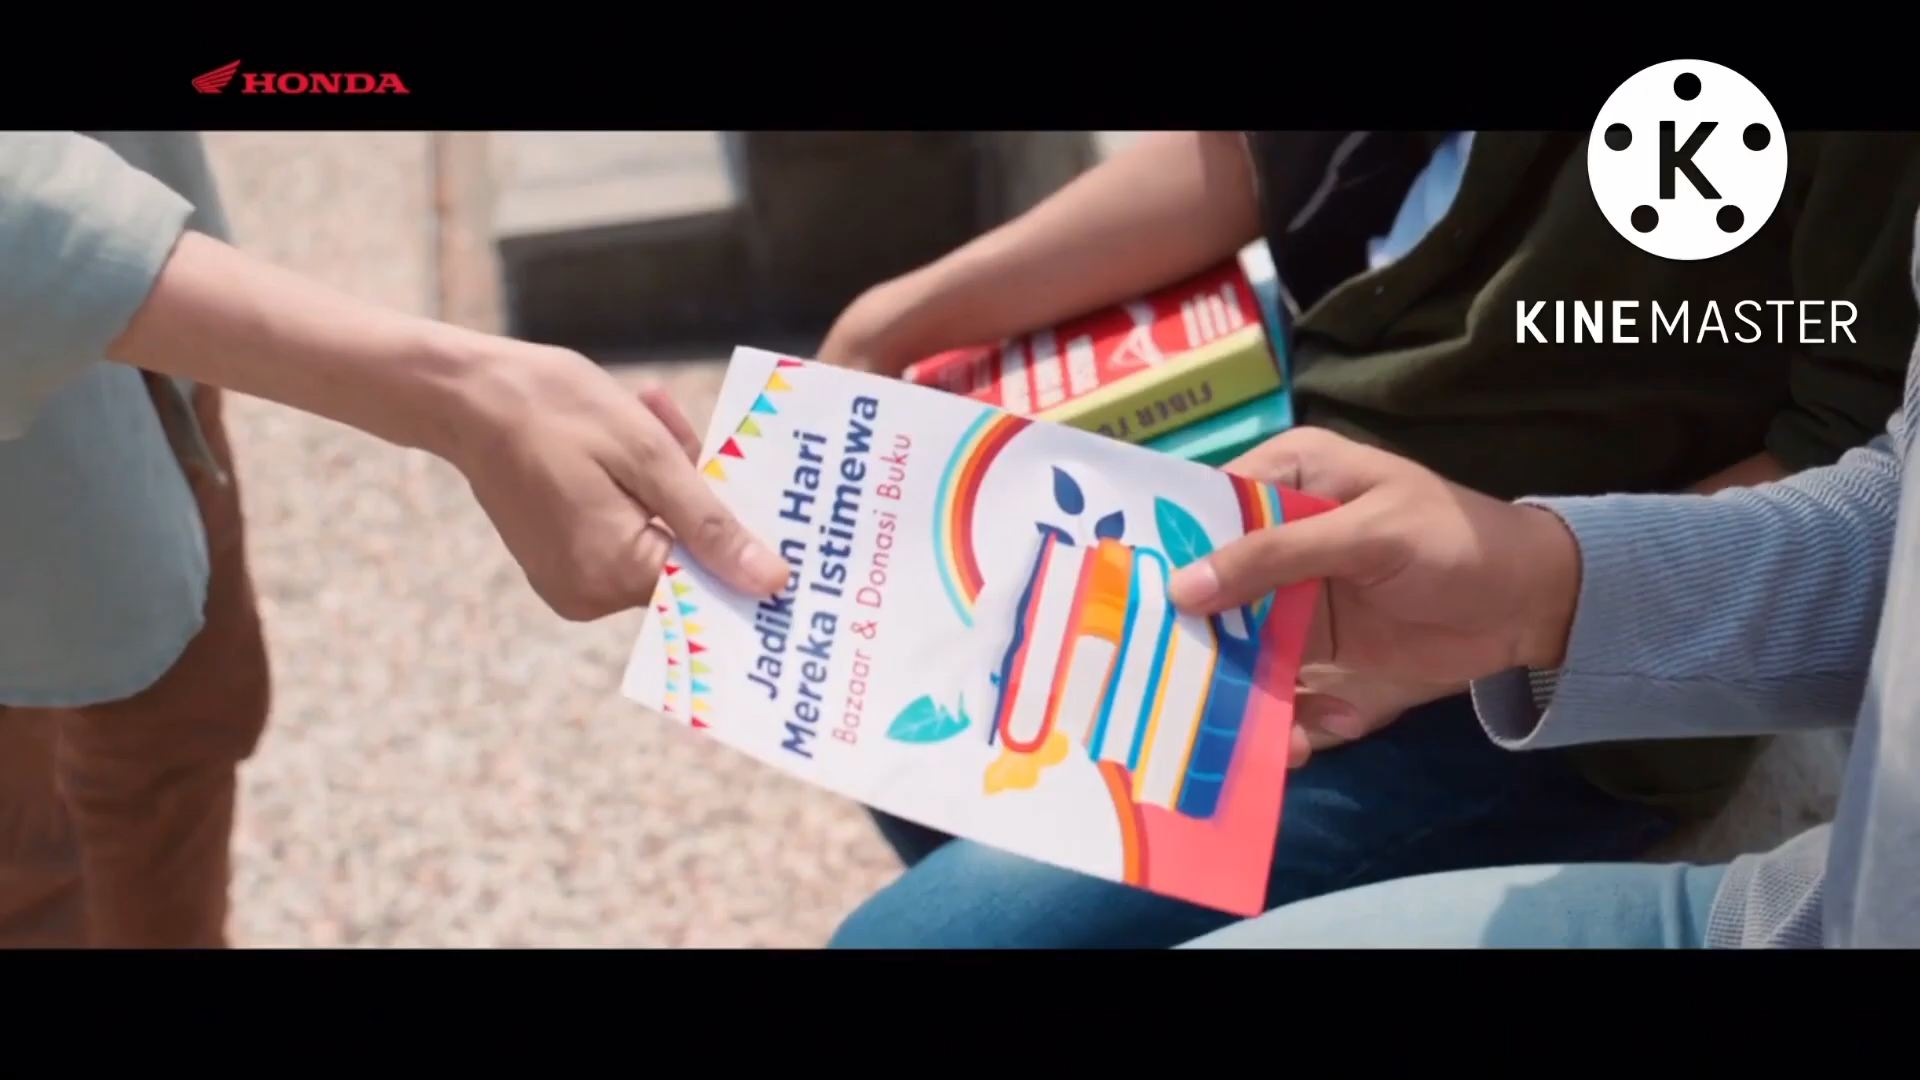 HONDA
K
KINEMASTER
Jadikan Hari
Mereka Istimewa
Bazaar & Donasi Buku